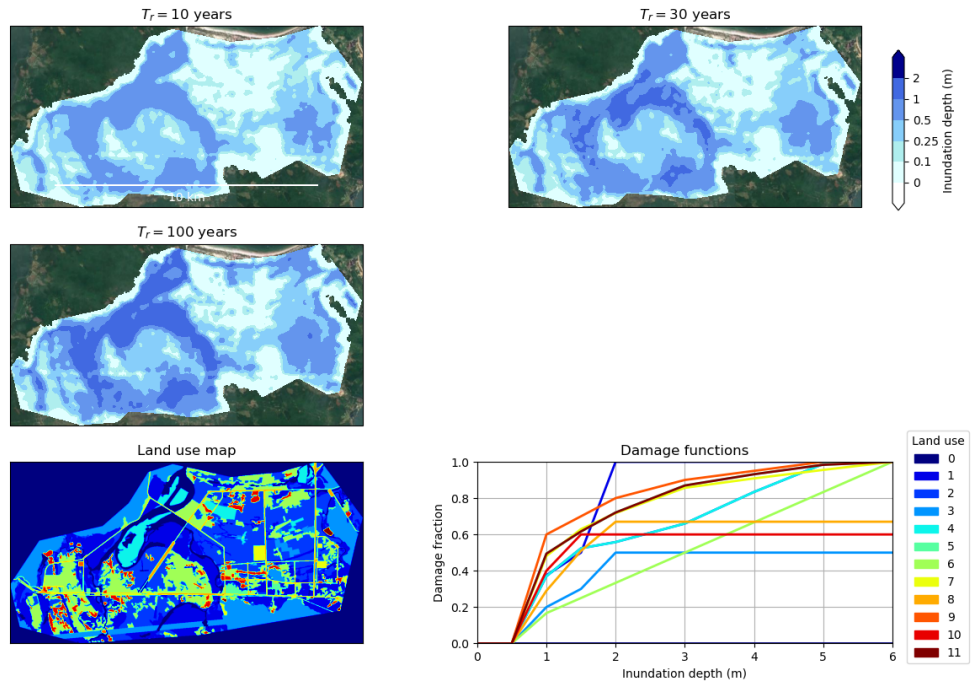 T_r = 10 years
T_r = 30 years
10 km
2
1
0.5
0.25
0.1
0
Inundation depth (m)
T_r = 100 years
Land use map
Damage functions
1.0
0.8
0.6
0.4
0.2
0.0
Damage fraction
0 1 2 3 4 5 6
Inundation depth (m)
Land use
0
1
2
3
4
5
6
7
8
9
10
11